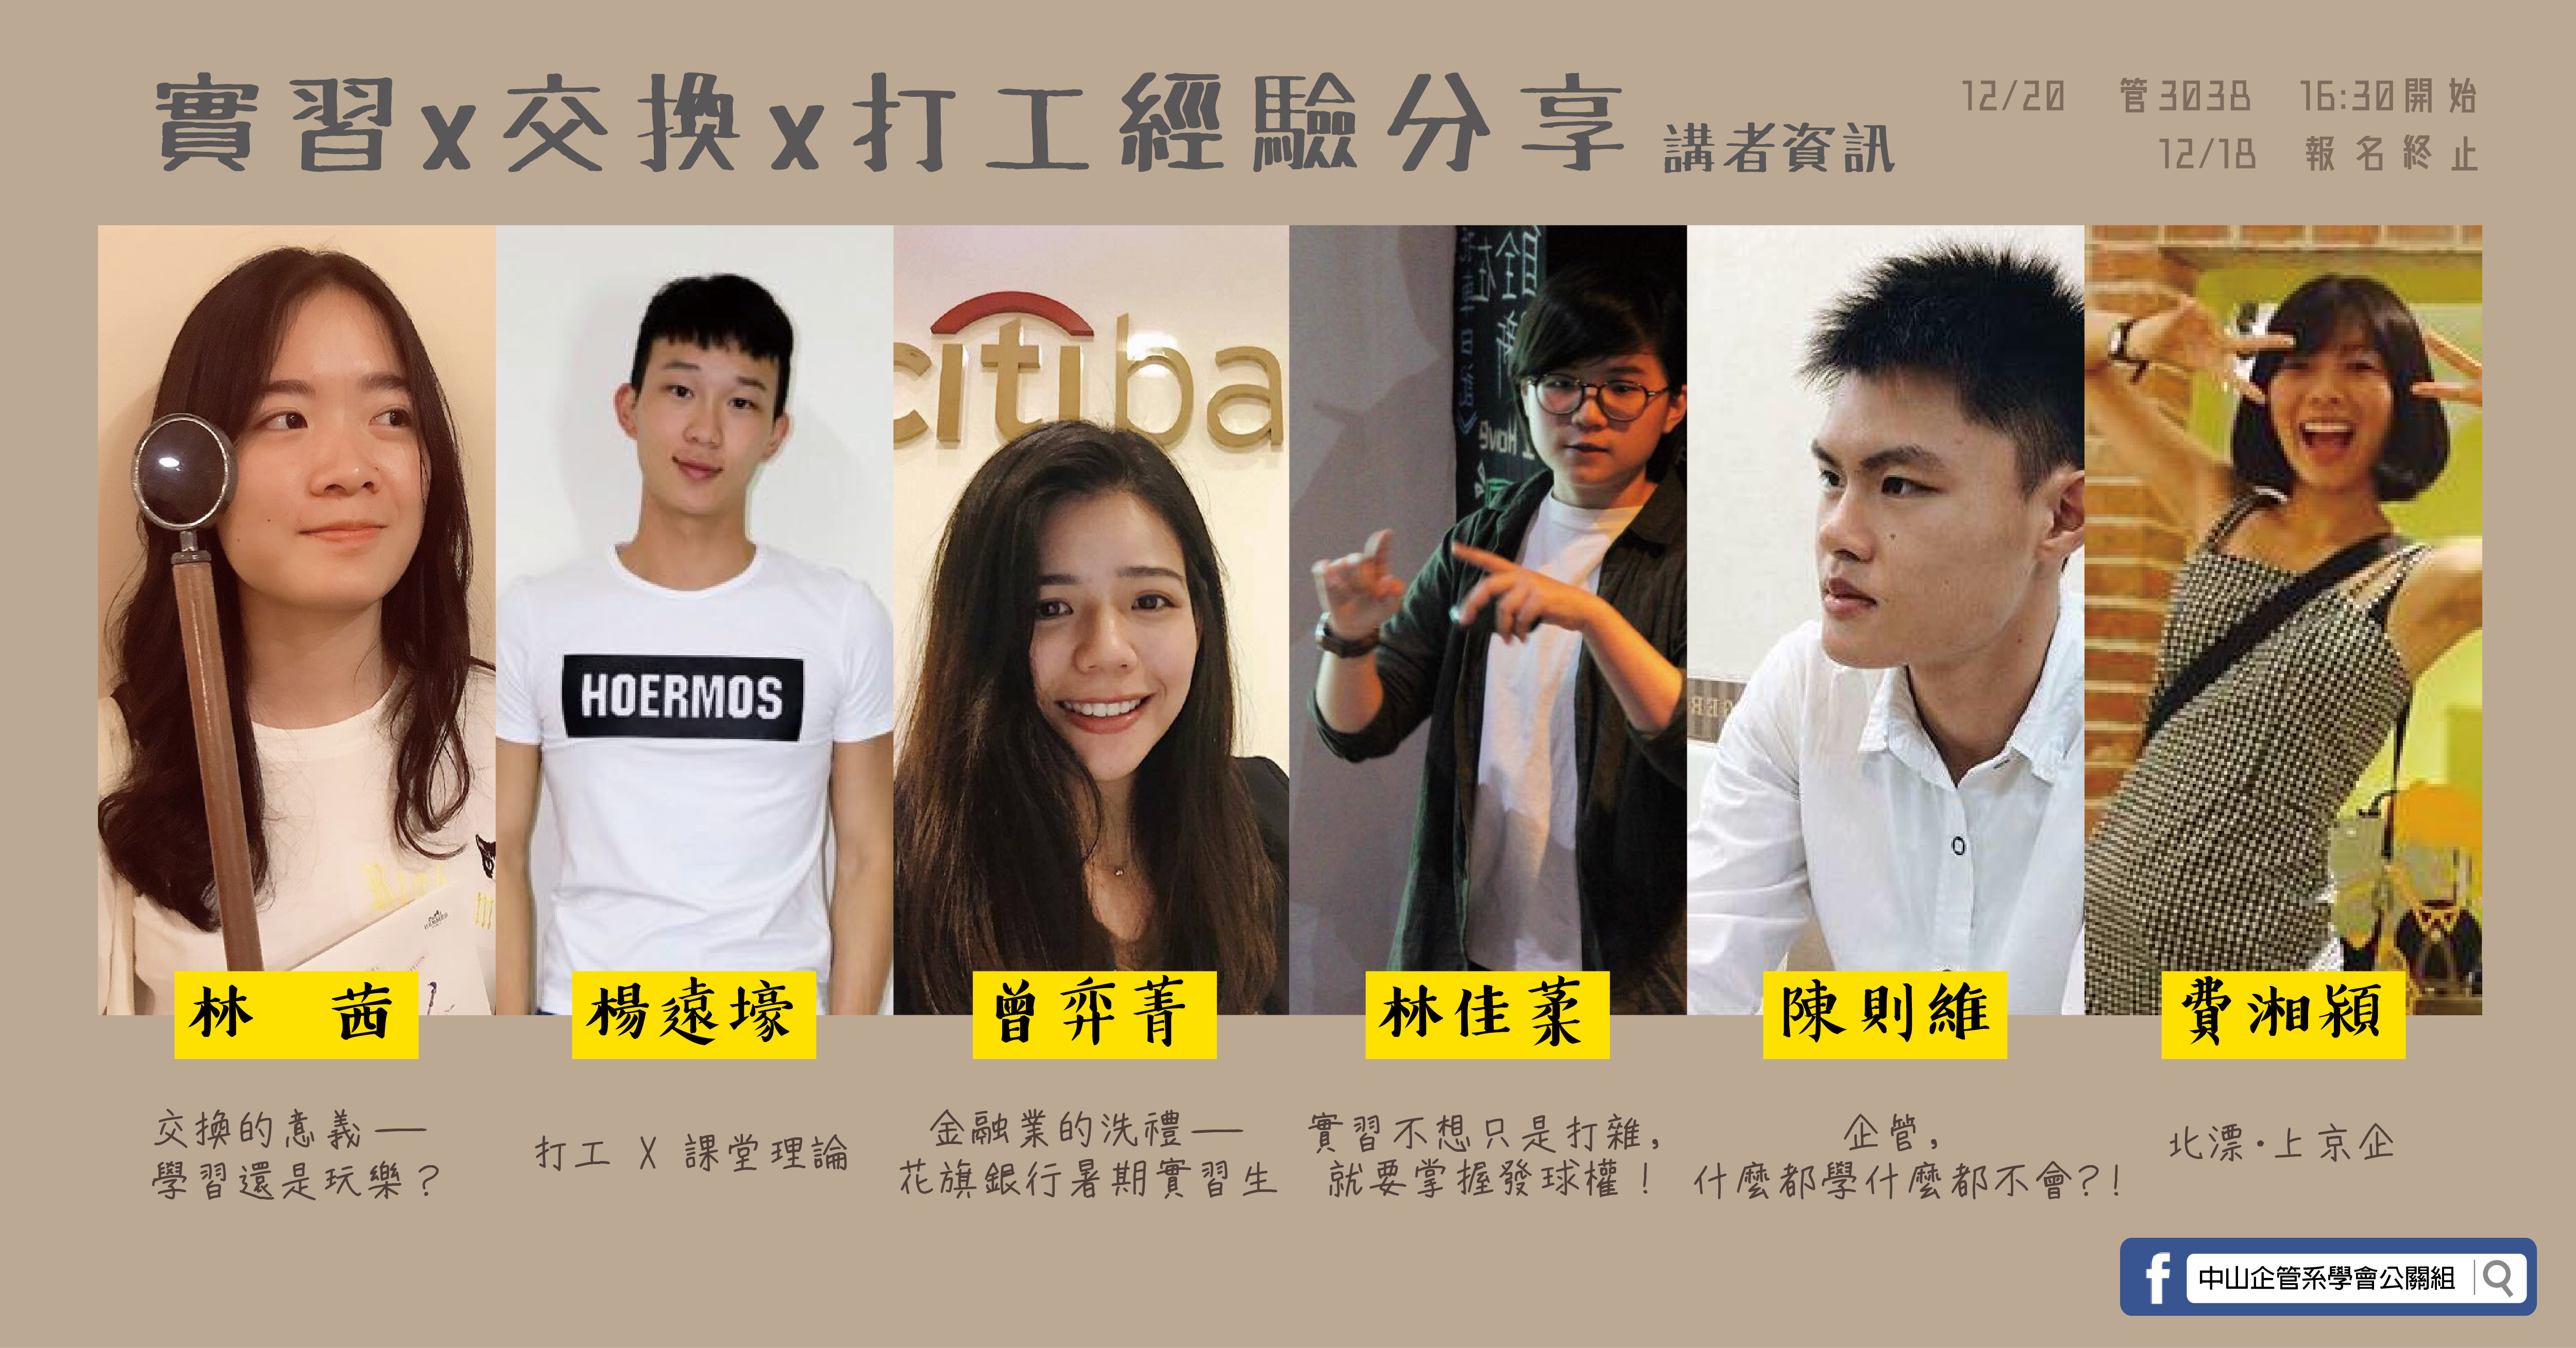 實習x交換x打工經驗分享 講者資訊
12/20 管3038 16:30開始
12/18 報名終止
citiba
自在
HOERMOS
林 茜
楊遠壕
曾弈菁
林佳葇
陳則維
費湘穎
交換的意義—
學習還是玩樂？
打工 X 課堂理論
金融業的洗禮—
花旗銀行暑期實習生
實習不想只是打雜，
就要掌握發球權！
企管，
什麼都學什麼都不會?!
北漂·上京企
中山企管系學會公關組